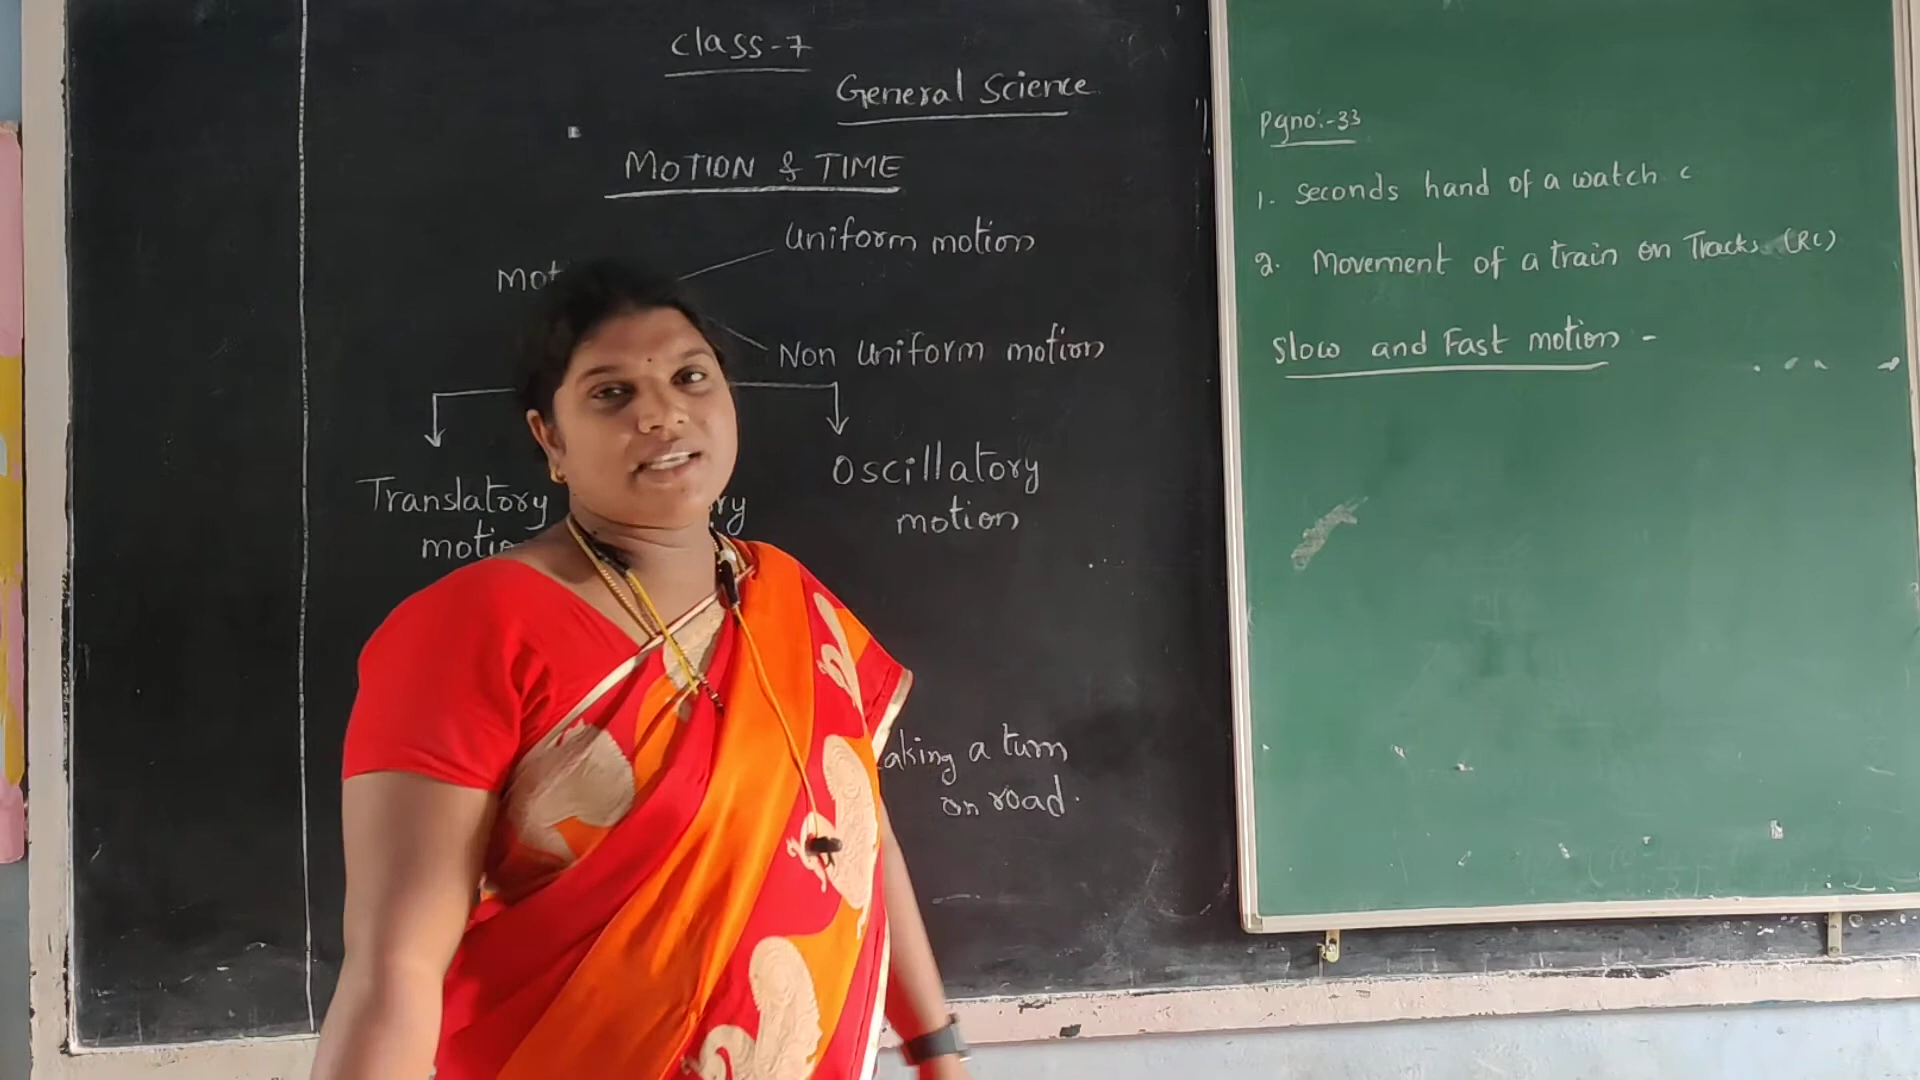 Class-7
General Science
MOTION & TIME
Uniform motion
Non Uniform motion
Translatory
Oscillatory
motion
a turn
on road.
Pgno:-33
1. Seconds hand of a watch c
2. Movement of a train on Tracks (RC)
Slow and Fast motion -